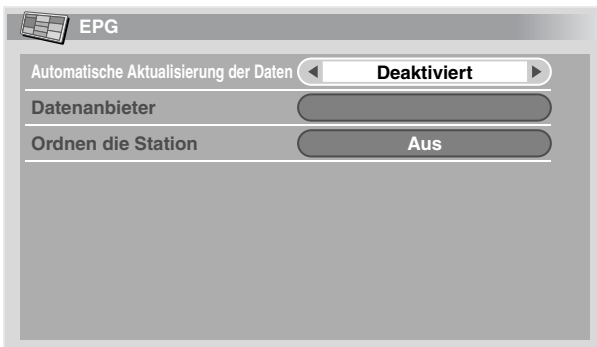 EPG
Automatische Aktualisierung der Daten Deaktiviert
Datenanbieter
Ordnen die Station Aus